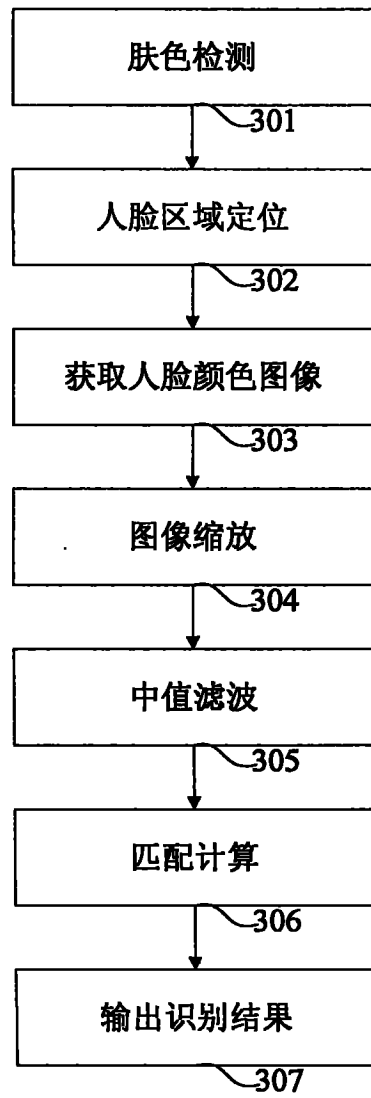 肤色检测
301
人脸区域定位
302
获取人脸颜色图像
303
图像缩放
304
中值滤波
305
匹配计算
306
输出识别结果
307